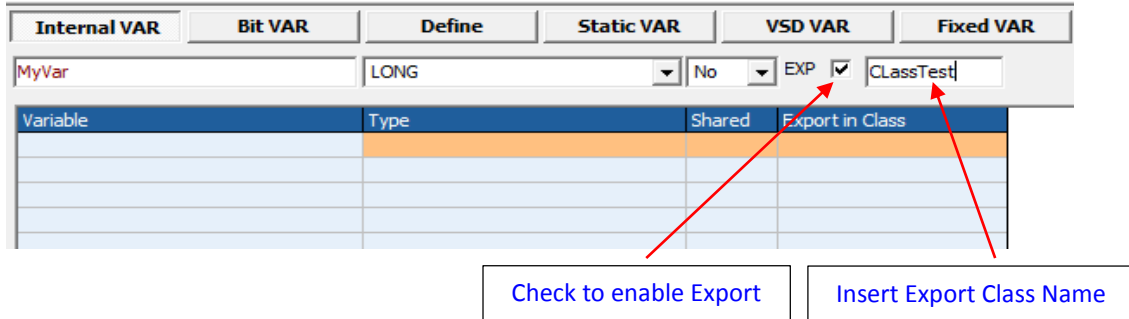 Internal VAR Bit VAR Define Static VAR VSD VAR Fixed VAR
MyVar LONG No EXP CLassTest
Variable Type Shared Export in Class
Check to enable Export Insert Export Class Name